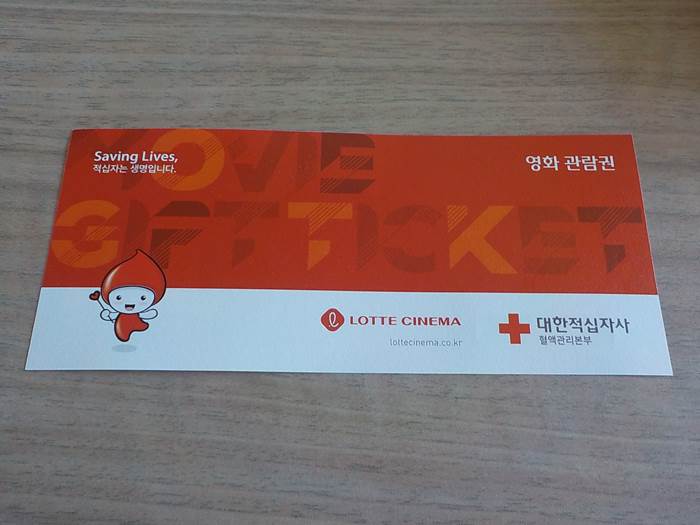 Saving Lives,
적십자는 생명입니다.
영화 관람권
MOVIE
GIFT TICKET
LOTTE CINEMA
lottecinema.co.kr
대한적십자사
혈액관리본부